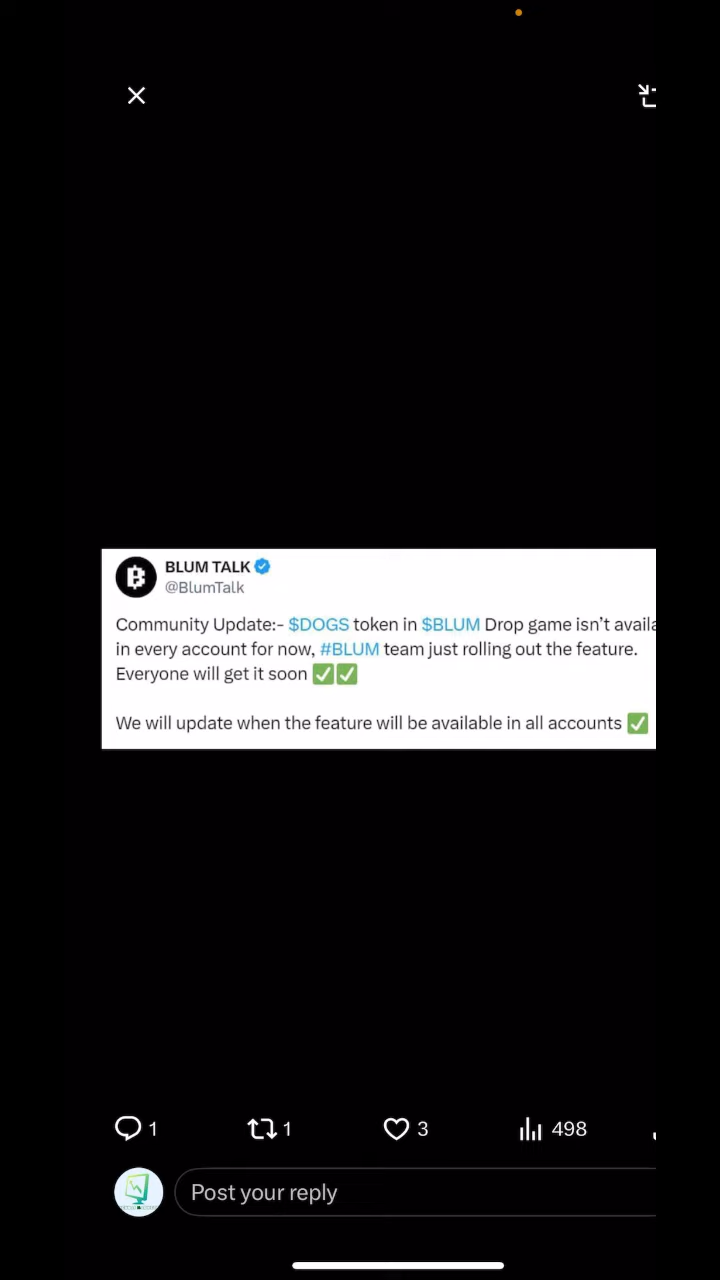 BLUM TALK
@BlumTalk
Community Update:- $DOGS token in $BLUM Drop game isn't availa
in every account for now, #BLUM team just rolling out the feature.
Everyone will get it soon ✅✅
We will update when the feature will be available in all accounts ✅
1 1 3 498
Post your reply